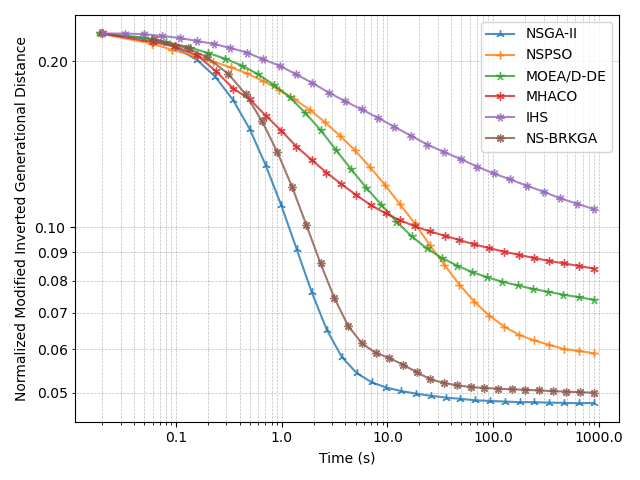 Normalized Modified Inverted Generational Distance
0.20
0.10
0.09
0.08
0.07
0.06
0.05
0.1
1.0
10.0
100.0
1000.0
Time (s)
NSGA-II
NSPSO
MOEA/D-DE
MHACO
IHS
NS-BRKGA